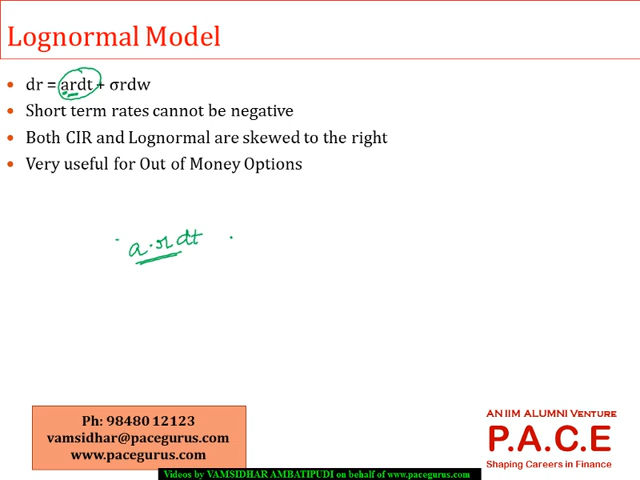 Lognormal Model
• dr = ardt + σrdw
• Short term rates cannot be negative
• Both CIR and Lognormal are skewed to the right
• Very useful for Out of Money Options
a.r dt
Ph: 98480 12123
vamsidhar@pacegurus.com
www.pacegurus.com
AN IIM ALUMNI VENTURE
P.A.C.E
Shaping Careers in Finance
Videos by VAMSIDHAR AMBATIPUDI on behalf of www.pacegurus.com